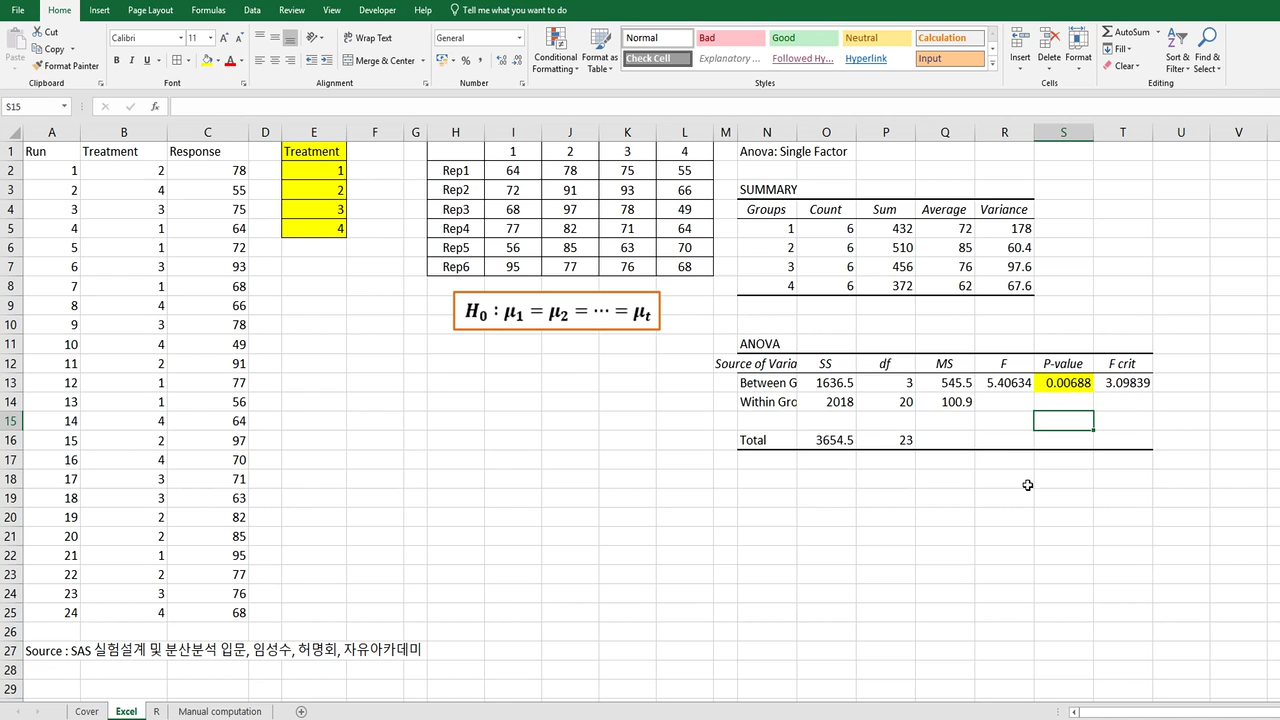 File Home Insert Page Layout Formulas Data Review View Developer Help Tell me what you want to do
Cut
Copy
Format Painter
Paste
Clipboard
Calibri 11
B I U
Font
Wrap Text
Merge & Center
Alignment
General
Number
Conditional Formatting
Format as Table
Normal Bad Good Neutral Calculation
Check Cell Explanatory ... Followed Hy... Hyperlink Input
Styles
Insert Delete Format
Cells
AutoSum
Fill
Clear
Sort & Filter
Find & Select
Editing
S15 fx
A B C D E F G H I J K L M N O P Q R S T U V
1 Run Treatment Response Treatment 1 2 3 4 Anova: Single Factor
2 1 2 78 1 Rep1 64 78 75 55
3 2 4 55 2 Rep2 72 91 93 66 SUMMARY
4 3 3 75 3 Rep3 68 97 78 49 Groups Count Sum Average Variance
5 4 1 64 4 Rep4 77 82 71 64 1 6 432 72 178
6 5 1 72 Rep5 56 85 63 70 2 6 510 85 60.4
7 6 3 93 Rep6 95 77 76 68 3 6 456 76 97.6
8 7 1 68 4 6 372 62 67.6
9 8 4 66
H₀ : μ₁ = μ₂ = ⋯ = μₜ
10 9 3 78
11 10 4 49 ANOVA
12 11 2 91 Source of Varia SS df MS F P-value F crit
13 12 1 77 Between G 1636.5 3 545.5 5.40634 0.00688 3.09839
14 13 1 56 Within Gro 2018 20 100.9
15 14 4 64
16 15 2 97 Total 3654.5 23
17 16 4 70
18 17 3 71
19 18 3 63
20 19 2 82
21 20 2 85
22 21 1 95
23 22 2 77
24 23 3 76
25 24 4 68
26
27 Source : SAS 실험설계 및 분산분석 입문, 임성수, 허명회, 자유아카데미
28
29
Cover Excel R Manual computation